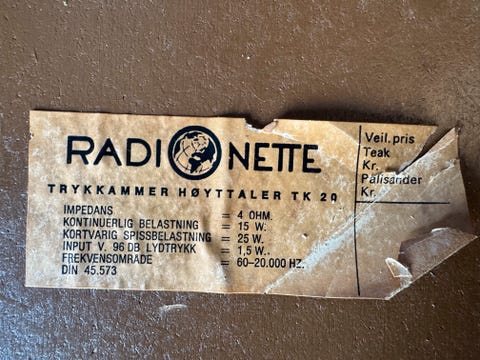 RADIONETTE
TRYKKAMMER HØYTTALER TK 20
IMPEDANS = 4 OHM.
KONTINUERLIG BELASTNING = 15 W.
KORTVARIG SPISSBELASTNING = 25 W.
INPUT V. 96 DB LYDTRYKK = 1,5 W.
FREKVENSOMRADE = 60-20.000 HZ.
DIN 45.573
Veil. pris
Teak
Kr.
Palisander
Kr.